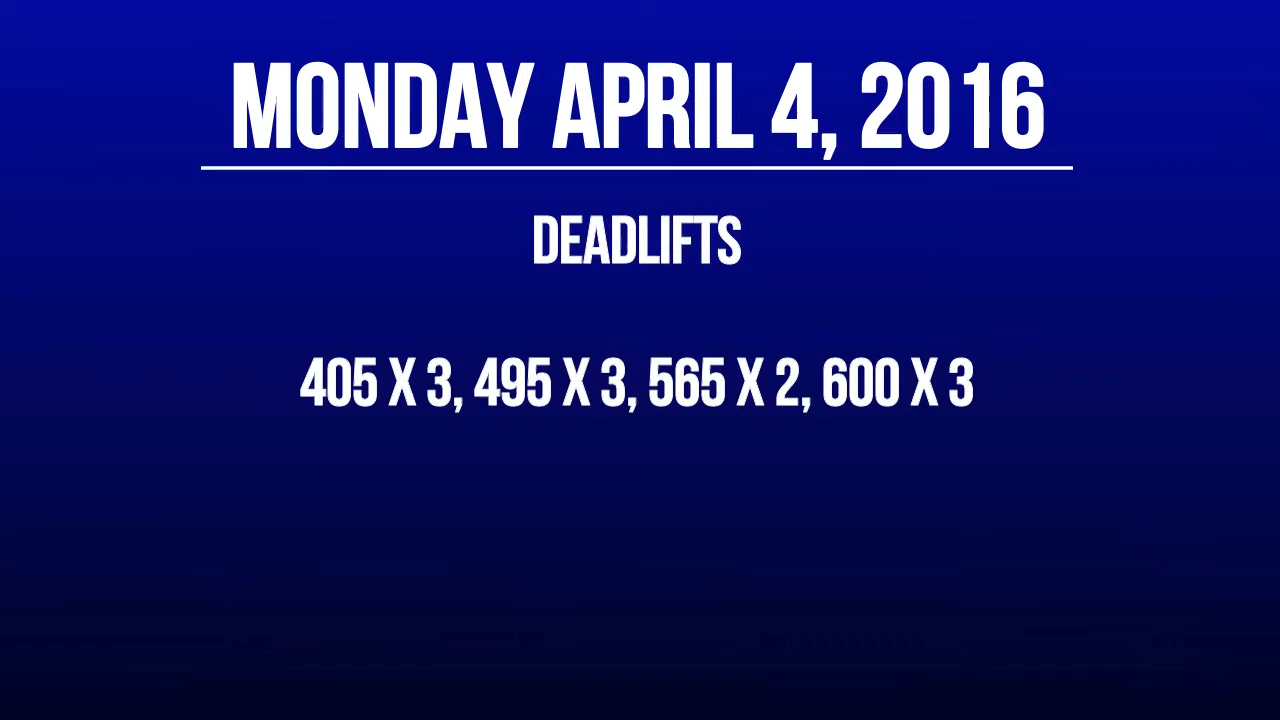 MONDAY APRIL 4, 2016
DEADLIFTS
405 X 3, 495 X 3, 565 X 2, 600 X 3